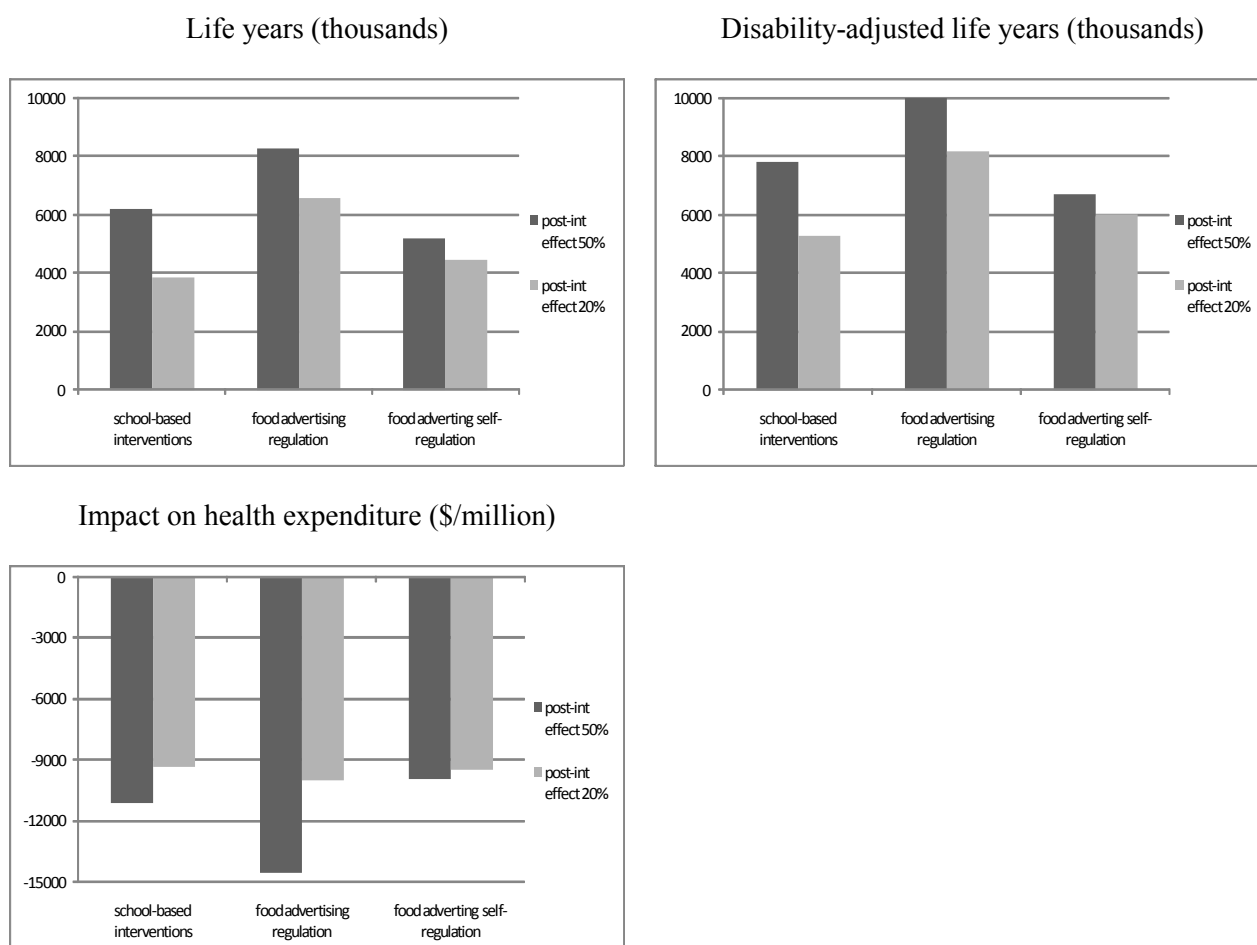 Life years (thousands)
10000
8000
6000
4000
2000
0
school-based
interventions
food advertising
regulation
food adverting self-
regulation
post-int
effect 50%
post-int
effect 20%
Disability-adjusted life years (thousands)
10000
8000
6000
4000
2000
0
school-based
interventions
food advertising
regulation
food adverting self-
regulation
post-int
effect 50%
post-int
effect 20%
Impact on health expenditure ($/million)
0
-3000
-6000
-9000
-12000
-15000
school-based
interventions
food advertising
regulation
food adverting self-
regulation
post-int
effect 50%
post-int
effect 20%